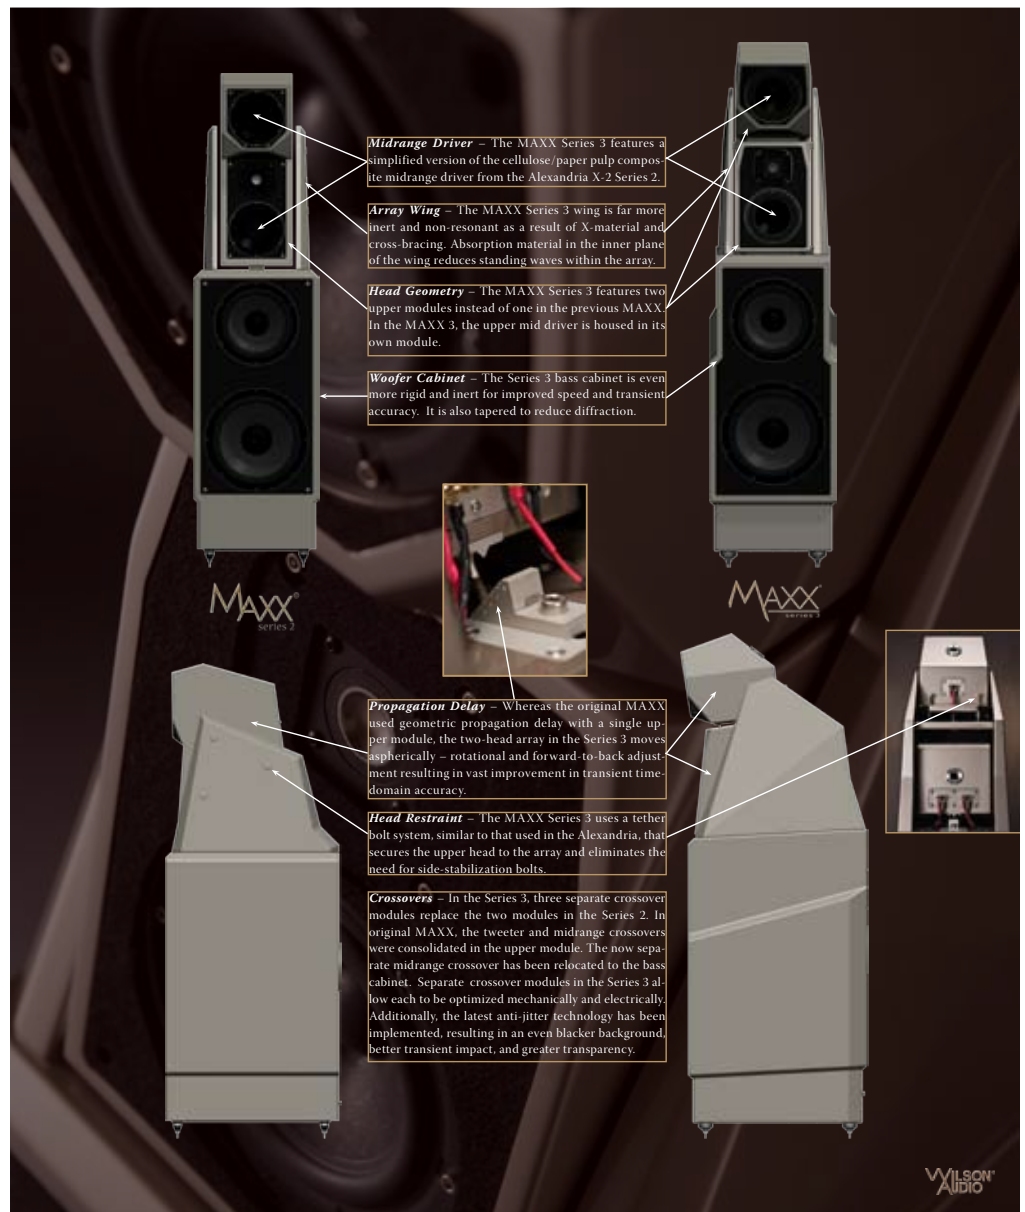 Midrange Driver – The MAXX Series 3 features a
simplified version of the cellulose/paper pulp compos-
ite midrange driver from the Alexandria X-2 Series 2.
Array Wing – The MAXX Series 3 wing is far more
inert and non-resonant as a result of X-material and
cross-bracing. Absorption material in the inner plane
of the wing reduces standing waves within the array.
Head Geometry – The MAXX Series 3 features two
upper modules instead of one in the previous MAXX.
In the MAXX 3, the upper mid driver is housed in its
own module.
Woofer Cabinet – The Series 3 bass cabinet is even
more rigid and inert for improved speed and transient
accuracy.  It is also tapered to reduce diffraction.
MAXX®
series 2
MAXX®
series 3
Propagation Delay – Whereas the original MAXX
used geometric propagation delay with a single up-
per module, the two-head array in the Series 3 moves
aspherically – rotational and forward-to-back adjust-
ment resulting in vast improvement in transient time-
domain accuracy.
Head Restraint – The MAXX Series 3 uses a tether
bolt system, similar to that used in the Alexandria, that
secures the upper head to the array and eliminates the
need for side-stabilization bolts.
Crossovers – In the Series 3, three separate crossover
modules replace the two modules in the Series 2. In
original MAXX, the tweeter and midrange crossovers
were consolidated in the upper module. The now sepa-
rate midrange crossover has been relocated to the bass
cabinet.  Separate crossover modules in the Series 3 al-
low each to be optimized mechanically and electrically.
Additionally, the latest anti-jitter technology has been
implemented, resulting in an even blacker background,
better transient impact, and greater transparency.
WILSON®
AUDIO